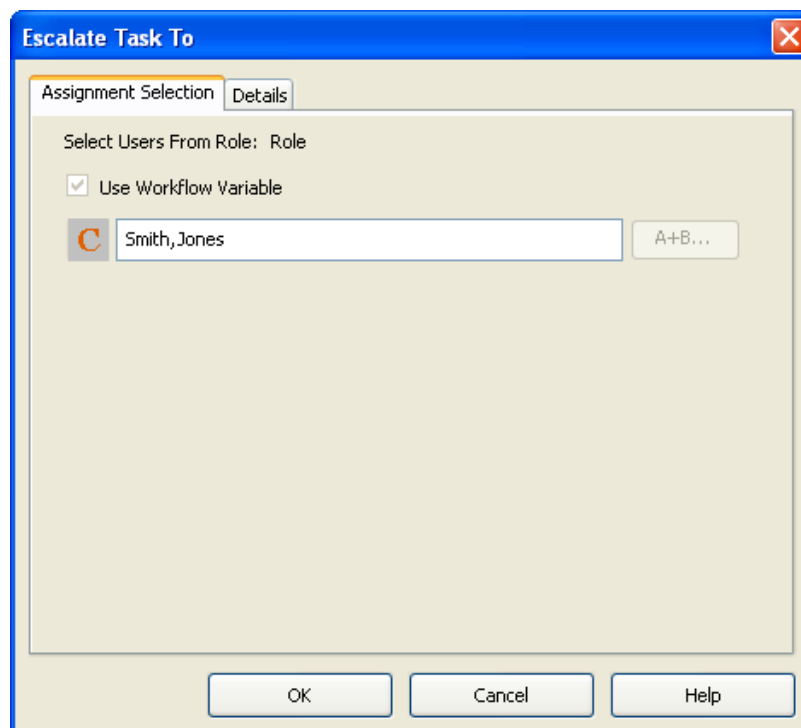 Escalate Task To
Assignment Selection Details
Select Users From Role: Role
Use Workflow Variable
C Smith,Jones A+B...
OK Cancel Help